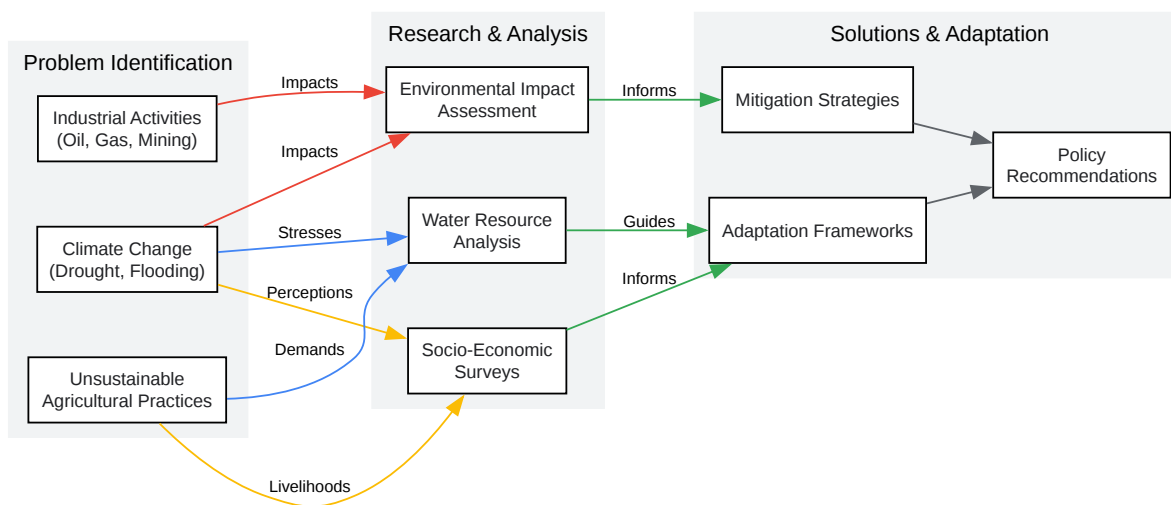 Problem Identification
Industrial Activities
(Oil, Gas, Mining)
Climate Change
(Drought, Flooding)
Unsustainable
Agricultural Practices
Impacts
Impacts
Stresses
Perceptions
Demands
Livelihoods
Research & Analysis
Environmental Impact
Assessment
Water Resource
Analysis
Socio-Economic
Surveys
Informs
Guides
Informs
Solutions & Adaptation
Mitigation Strategies
Adaptation Frameworks
Policy
Recommendations